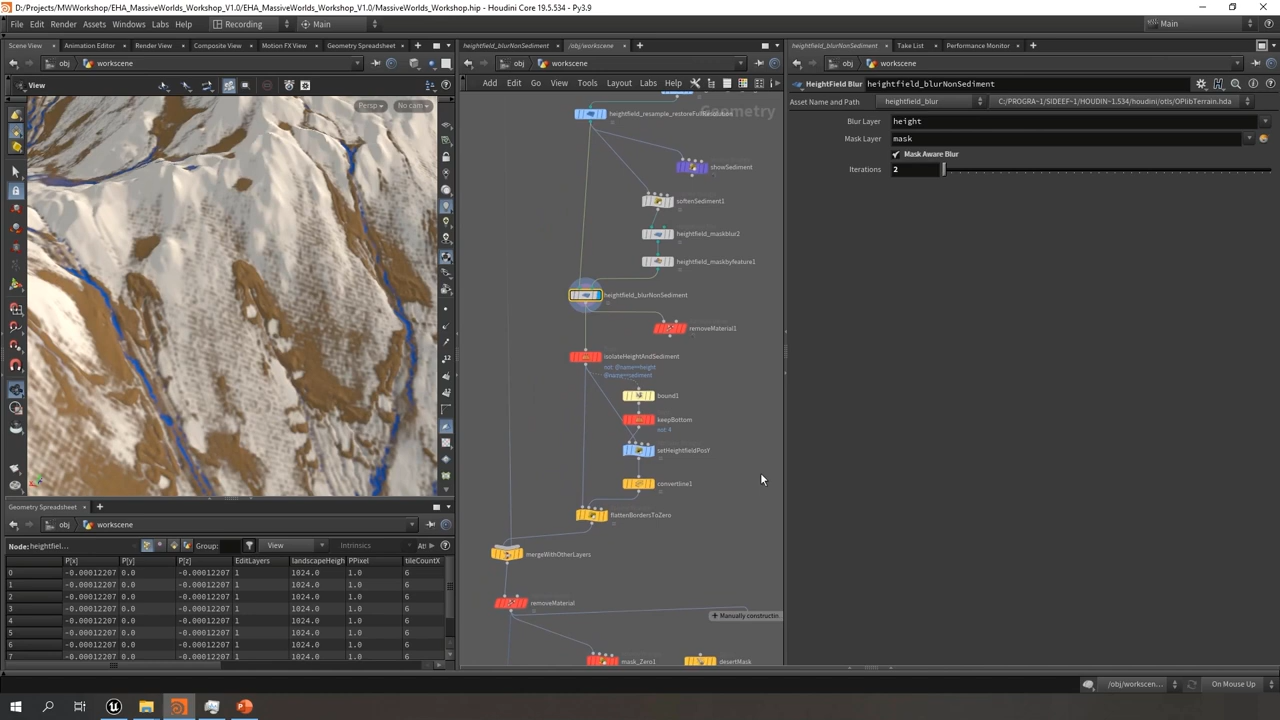 D:/Projects/MWWorkshop/EHA_MassiveWorlds_Workshop_V1.0/EHA_MassiveWorlds_Workshop_V1.0/MassiveWorlds_Workshop.hip - Houdini Core 19.5.534 - Py3.9
File Edit Render Assets Windows Labs Help Recording Main Main
Scene View Animation Editor Render View Composite View Motion FX View Geometry Spreadsheet
heightfield_blurNonSediment /obj/workscene
heightfield_blurNonSediment Take List Performance Monitor
obj workscene
obj workscene
obj workscene
View
Persp No cam
Add Edit Go View Tools Layout Labs Help
HeightField Blur heightfield_blurNonSediment
Asset Name and Path heightfield_blur C:/PROGRA~1/SIDEEF~1/HOUDIN~1.534/houdini/otls/OPlibTerrain.hda
Blur Layer height
Mask Layer mask
Mask Aware Blur
Iterations 2
Geometry
heightfield_resample_restoreFullResolution
showSediment
softenSediment1
heightfield_maskblur2
heightfield_maskbyfeature1
heightfield_blurNonSediment
removeMaterial1
isolateHeightAndSediment
not: @name==height
@name==sediment
bound1
keepBottom
not: 4
setHeightfieldPosY
convertline1
flattenBordersToZero
mergeWithOtherLayers
removeMaterial
Manually constructin
mask_Zero1
desertMask
Geometry Spreadsheet
obj workscene
Node: heightfiel... Group: View Intrinsics
P[x] P[y] P[z] EditLayers landscapeHeigh PPixel tileCountX
0 -0.00012207 0.0 -0.00012207 1 1024.0 1.0 6
1 -0.00012207 0.0 -0.00012207 1 1024.0 1.0 6
2 -0.00012207 0.0 -0.00012207 1 1024.0 1.0 6
3 -0.00012207 0.0 -0.00012207 1 1024.0 1.0 6
4 -0.00012207 0.0 -0.00012207 1 1024.0 1.0 6
5 -0.00012207 0.0 -0.00012207 1 1024.0 1.0 6
6 -0.00012207 0.0 -0.00012207 1 1024.0 1.0 6
7 -0.00012207 0.0 -0.00012207 1 1024.0 1.0 6
/obj/workscen... On Mouse Up